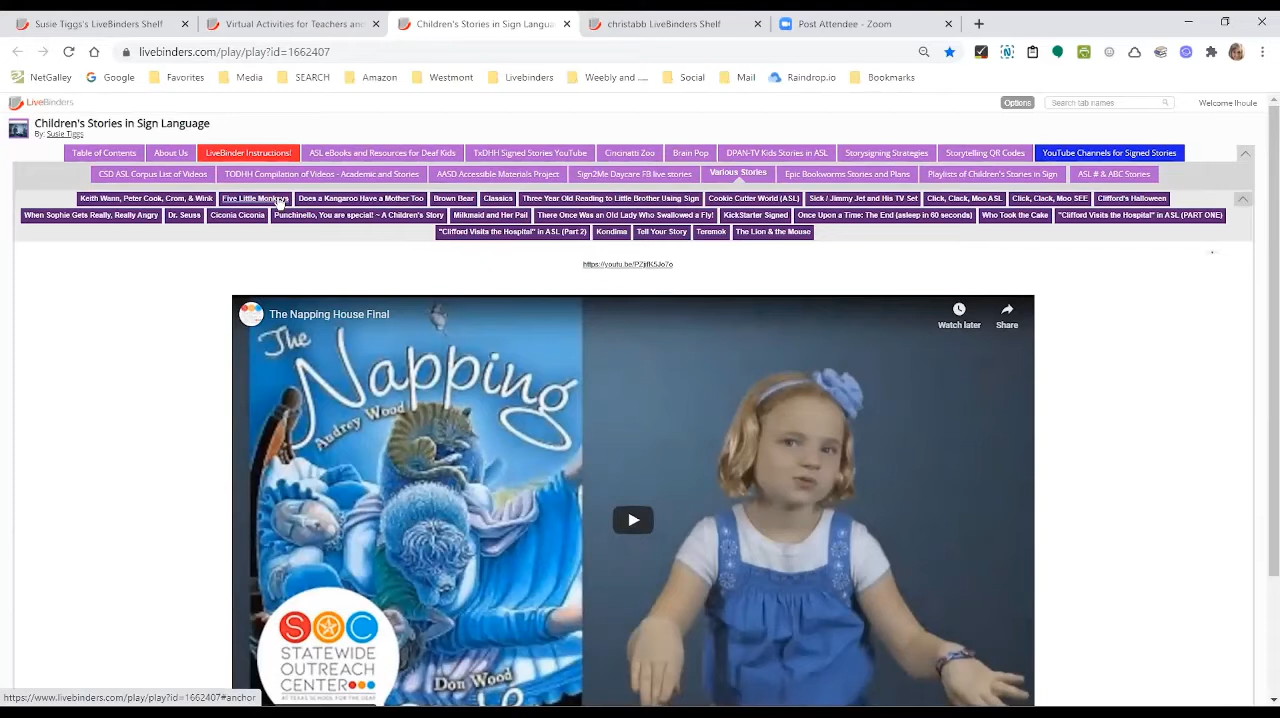 Susie Tiggs's LiveBinders Shelf
Virtual Activities for Teachers an
Children's Stories in Sign Langua
christabb LiveBinders Shelf
Post Attendee - Zoom
livebinders.com/play/play?id=1662407
NetGalley
Google
Favorites
Media
SEARCH
Amazon
Westmont
Livebinders
Weebly and ....
Social
Mail
Raindrop.io
Bookmarks
LiveBinders
Options
Search tab names
Welcome lhoule
Children's Stories in Sign Language
By: Susie Tiggs
Table of Contents
About Us
LiveBinder Instructions!
ASL eBooks and Resources for Deaf Kids
TxDHH Signed Stories YouTube
Cincinatti Zoo
Brain Pop
DPAN-TV Kids Stories in ASL
Storysigning Strategies
Storytelling QR Codes
YouTube Channels for Signed Stories
CSD ASL Corpus List of Videos
TODHH Compilation of Videos - Academic and Stories
AASD Accessible Materials Project
Sign2Me Daycare FB live stories
Various Stories
Epic Bookworms Stories and Plans
Playlists of Children's Stories in Sign
ASL # & ABC Stories
Keith Wann, Peter Cook, Crom, & Wink
Five Little Monkeys
Does a Kangaroo Have a Mother Too
Brown Bear
Classics
Three Year Old Reading to Little Brother Using Sign
Cookie Cutter World (ASL)
Sick / Jimmy Jet and His TV Set
Click, Clack, Moo ASL
Click, Clack, Moo SEE
Clifford's Halloween
When Sophie Gets Really, Really Angry
Dr. Seuss
Ciconia Ciconia
Punchinello, You are special! ~ A Children's Story
Milkmaid and Her Pail
There Once Was an Old Lady Who Swallowed a Fly!
KickStarter Signed
Once Upon a Time: The End (asleep in 60 seconds)
Who Took the Cake
"Clifford Visits the Hospital" in ASL (PART ONE)
"Clifford Visits the Hospital" in ASL (Part 2)
Kondima
Tell Your Story
Teremok
The Lion & the Mouse
The Napping House Final
Watch later
Share
The
Napping
Audrey Wood
Don Wood
SOC
STATEWIDE
OUTREACH
CENTER
AT TEXAS SCHOOL FOR THE DEAF
https://www.livebinders.com/play/play?id=1662407#anchor